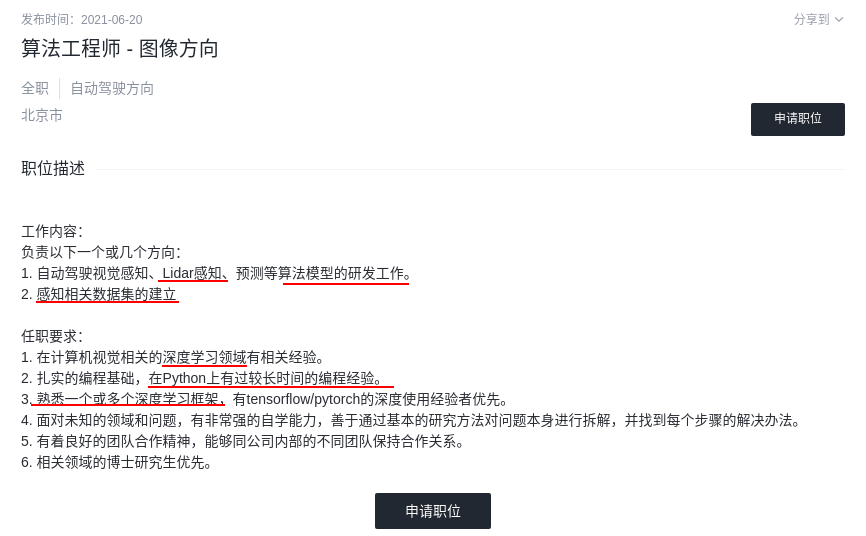 发布时间：2021-06-20
分享到
算法工程师 - 图像方向
全职 自动驾驶方向
北京市
申请职位
职位描述
工作内容：
负责以下一个或几个方向：
1. 自动驾驶视觉感知、Lidar感知、预测等算法模型的研发工作。
2. 感知相关数据集的建立
任职要求：
1. 在计算机视觉相关的深度学习领域有相关经验。
2. 扎实的编程基础，在Python上有过较长时间的编程经验。
3. 熟悉一个或多个深度学习框架，有tensorflow/pytorch的深度使用经验者优先。
4. 面对未知的领域和问题，有非常强的自学能力，善于通过基本的研究方法对问题本身进行拆解，并找到每个步骤的解决办法。
5. 有着良好的团队合作精神，能够同公司内部的不同团队保持合作关系。
6. 相关领域的博士研究生优先。
申请职位